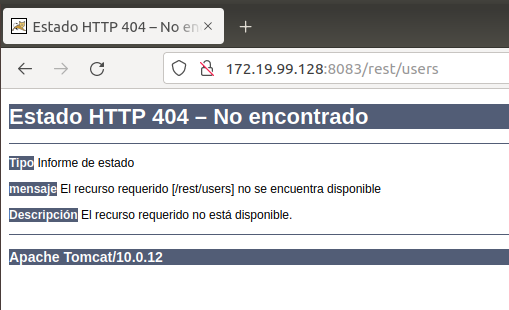 Estado HTTP 404 – No en
172.19.99.128:8083/rest/users
Estado HTTP 404 – No encontrado
Tipo Informe de estado
mensaje El recurso requerido [/rest/users] no se encuentra disponible
Descripción El recurso requerido no está disponible.
Apache Tomcat/10.0.12